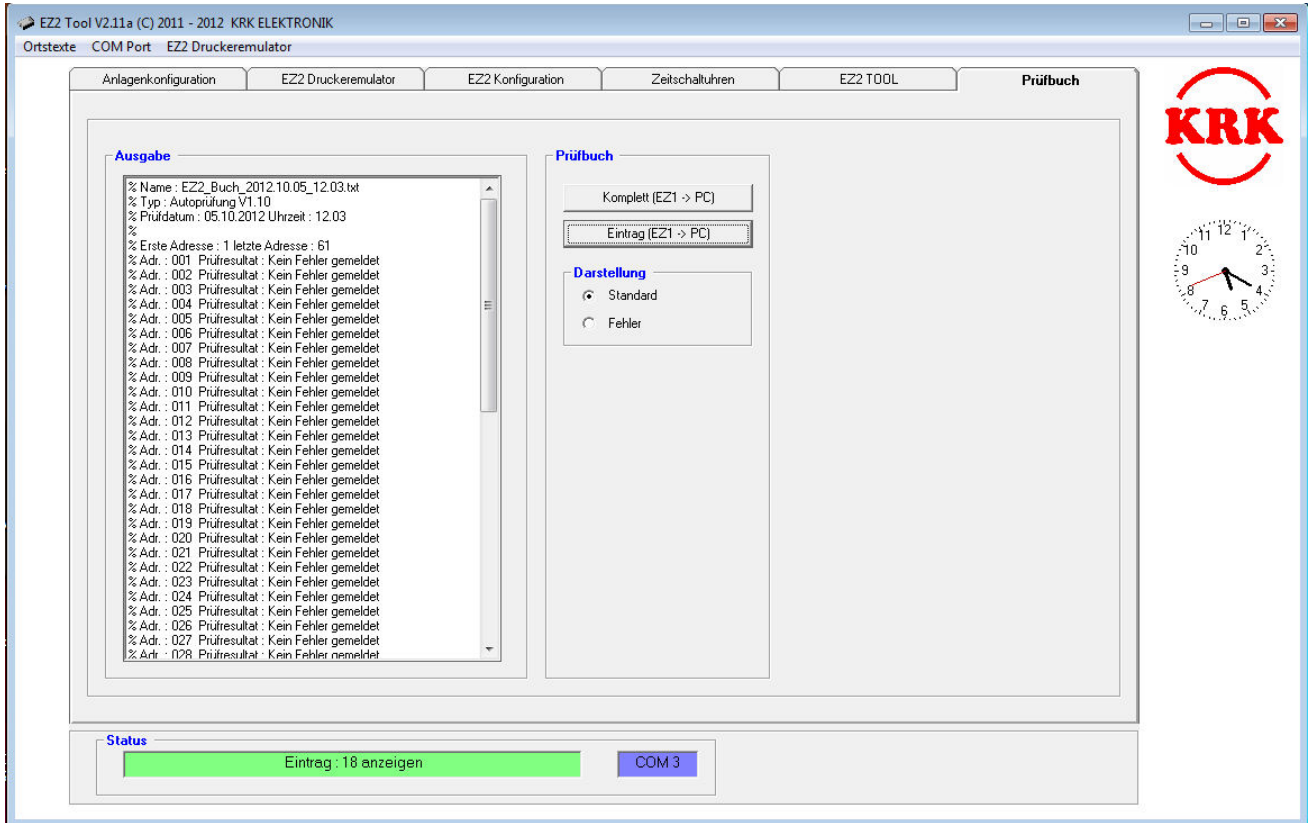 EZ2 Tool V2.11a (C) 2011 - 2012 KRK ELEKTRONIK
Ortstexte COM Port EZ2 Druckeremulator
Anlagenkonfiguration EZ2 Druckeremulator EZ2 Konfiguration Zeitschaltuhren EZ2 TOOL Prüfbuch
KRK
Ausgabe
% Name : EZ2_Buch_2012.10.05_12.03.txt
% Typ : Autoprüfung V1.10
% Prüfdatum : 05.10.2012 Uhrzeit : 12.03
%
% Erste Adresse : 1 letzte Adresse : 61
% Adr. : 001 Prüfresultat : Kein Fehler gemeldet
% Adr. : 002 Prüfresultat : Kein Fehler gemeldet
% Adr. : 003 Prüfresultat : Kein Fehler gemeldet
% Adr. : 004 Prüfresultat : Kein Fehler gemeldet
% Adr. : 005 Prüfresultat : Kein Fehler gemeldet
% Adr. : 006 Prüfresultat : Kein Fehler gemeldet
% Adr. : 007 Prüfresultat : Kein Fehler gemeldet
% Adr. : 008 Prüfresultat : Kein Fehler gemeldet
% Adr. : 009 Prüfresultat : Kein Fehler gemeldet
% Adr. : 010 Prüfresultat : Kein Fehler gemeldet
% Adr. : 011 Prüfresultat : Kein Fehler gemeldet
% Adr. : 012 Prüfresultat : Kein Fehler gemeldet
% Adr. : 013 Prüfresultat : Kein Fehler gemeldet
% Adr. : 014 Prüfresultat : Kein Fehler gemeldet
% Adr. : 015 Prüfresultat : Kein Fehler gemeldet
% Adr. : 016 Prüfresultat : Kein Fehler gemeldet
% Adr. : 017 Prüfresultat : Kein Fehler gemeldet
% Adr. : 018 Prüfresultat : Kein Fehler gemeldet
% Adr. : 019 Prüfresultat : Kein Fehler gemeldet
% Adr. : 020 Prüfresultat : Kein Fehler gemeldet
% Adr. : 021 Prüfresultat : Kein Fehler gemeldet
% Adr. : 022 Prüfresultat : Kein Fehler gemeldet
% Adr. : 023 Prüfresultat : Kein Fehler gemeldet
% Adr. : 024 Prüfresultat : Kein Fehler gemeldet
% Adr. : 025 Prüfresultat : Kein Fehler gemeldet
% Adr. : 026 Prüfresultat : Kein Fehler gemeldet
% Adr. : 027 Prüfresultat : Kein Fehler gemeldet
% Adr. : 028 Prüfresultat : Kein Fehler gemeldet
Prüfbuch
Komplett (EZ1 -> PC)
Eintrag (EZ1 -> PC)
Darstellung
Standard
Fehler
11 12 1
10 2
9 3
8 4
7 6 5
Status
Eintrag : 18 anzeigen COM 3